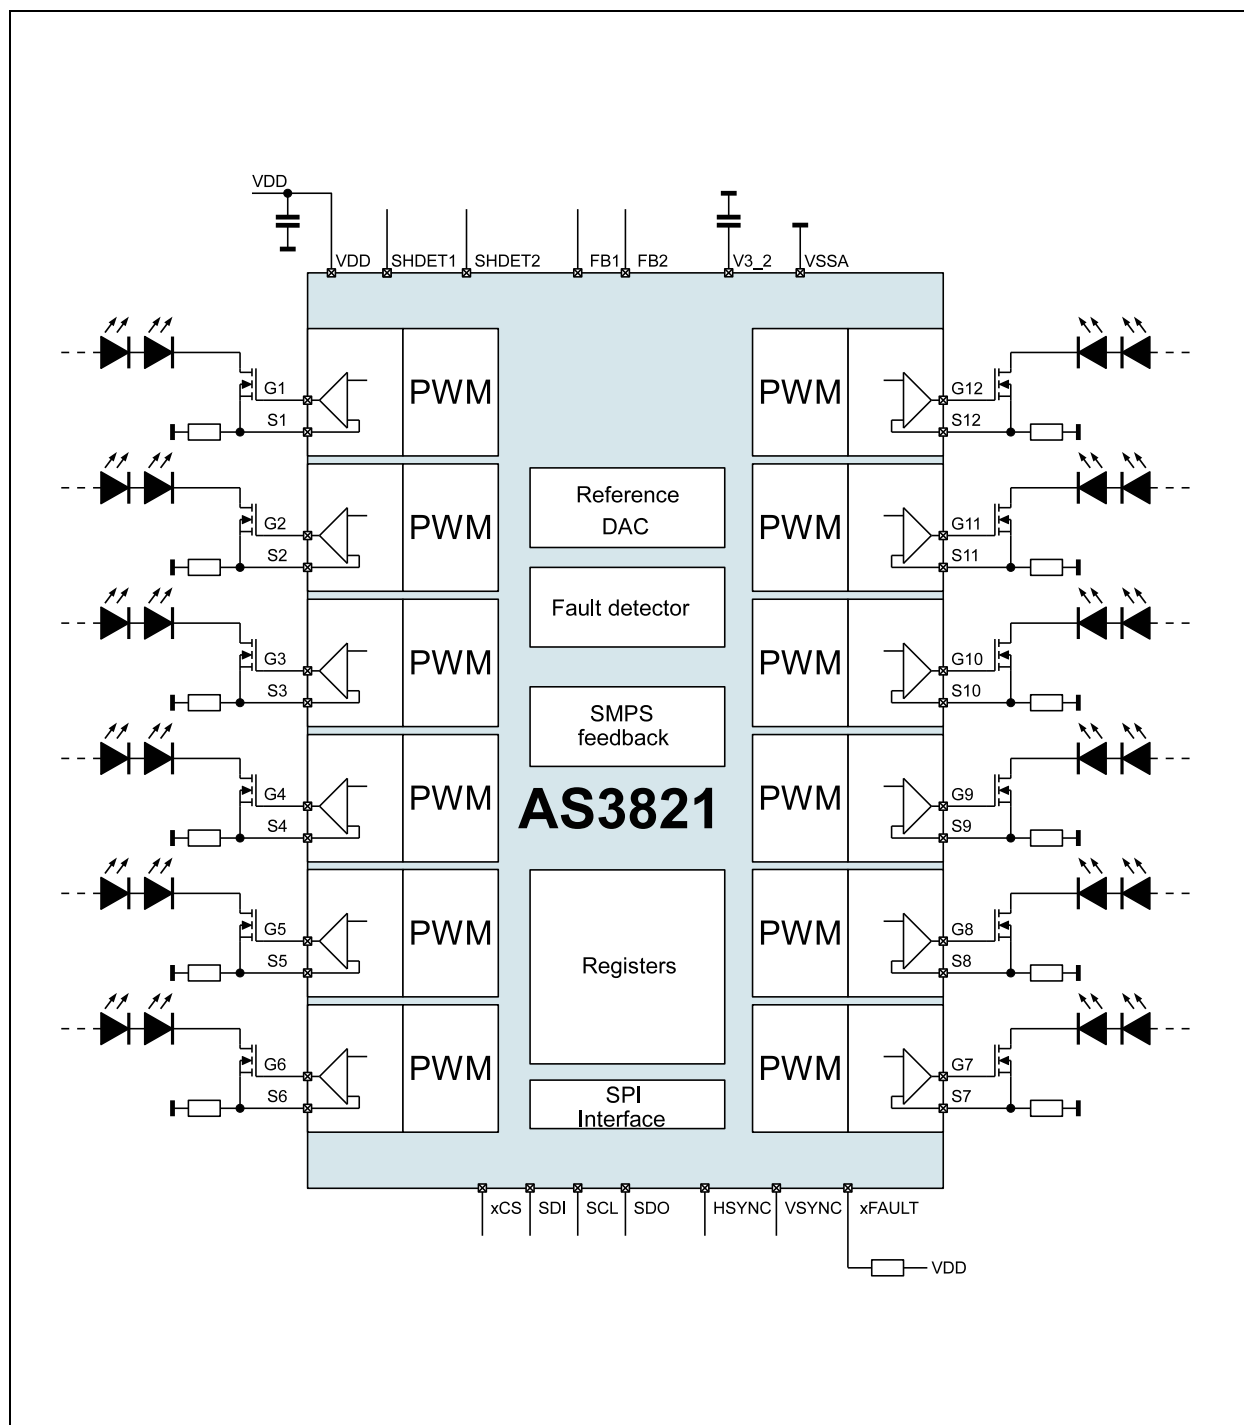 VDD
VDD
SHDET1
SHDET2
FB1
FB2
V3_2
VSSA
G1
S1
PWM
PWM
G12
S12
G2
S2
PWM
Reference
DAC
PWM
G11
S11
G3
S3
PWM
Fault detector
PWM
G10
S10
SMPS
feedback
G4
S4
PWM
AS3821
PWM
G9
S9
G5
S5
PWM
Registers
PWM
G8
S8
G6
S6
PWM
SPI
Interface
PWM
G7
S7
xCS
SDI
SCL
SDO
HSYNC
VSYNC
xFAULT
VDD